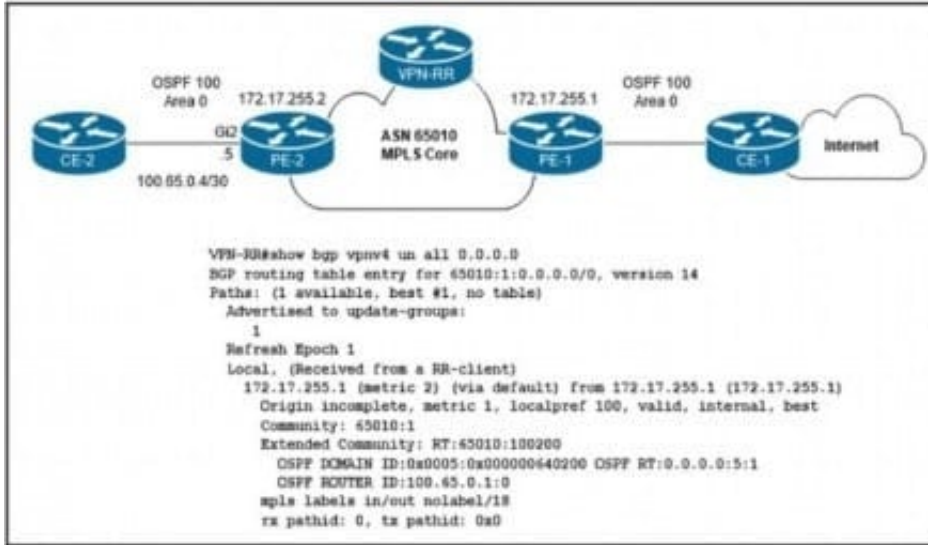 VPN-RR
OSPF 100
Area 0
172.17.255.2
172.17.255.1
OSPF 100
Area 0
Gi2
.5
CE-2
PE-2
ASN 65010
MPLS Core
PE-1
CE-1
Internet
100.65.0.4/30
VPN-RR#show bgp vpnv4 un all 0.0.0.0
BGP routing table entry for 65010:1:0.0.0.0/0, version 14
Paths: (1 available, best #1, no table)
Advertised to update-groups:
1
Refresh Epoch 1
Local, (Received from a RR-client)
172.17.255.1 (metric 2) (via default) from 172.17.255.1 (172.17.255.1)
Origin incomplete, metric 1, localpref 100, valid, internal, best
Community: 65010:1
Extended Community: RT:65010:100200
OSPF DOMAIN ID:0x0005:0x000000640200 OSPF RT:0.0.0.0:5:1
OSPF ROUTER ID:100.65.0.1:0
mpls labels in/out nolabel/18
rx pathid: 0, tx pathid: 0x0